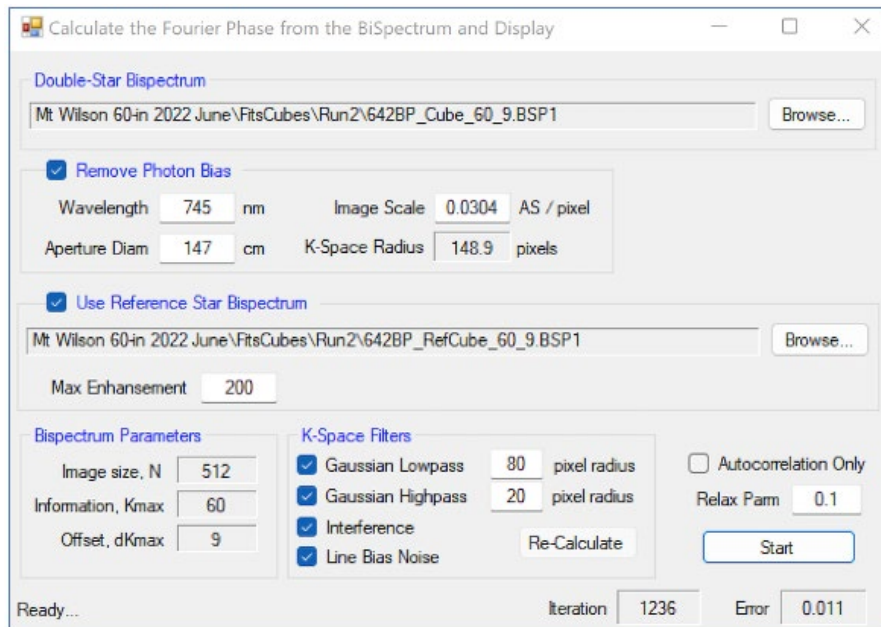 Calculate the Fourier Phase from the BiSpectrum and Display
Double-Star Bispectrum
Mt Wilson 60-in 2022 June\FitsCubes\Run2\642BP_Cube_60_9.BSP1 Browse...
Remove Photon Bias
Wavelength 745 nm Image Scale 0.0304 AS / pixel
Aperture Diam 147 cm K-Space Radius 148.9 pixels
Use Reference Star Bispectrum
Mt Wilson 60-in 2022 June\FitsCubes\Run2\642BP_RefCube_60_9.BSP1 Browse...
Max Enhansement 200
Bispectrum Parameters K-Space Filters
Image size, N 512 Gaussian Lowpass 80 pixel radius Autocorrelation Only
Information, Kmax 60 Gaussian Highpass 20 pixel radius Relax Parm 0.1
Offset, dKmax 9 Interference Re-Calculate Start
Line Bias Noise
Ready... Iteration 1236 Error 0.011